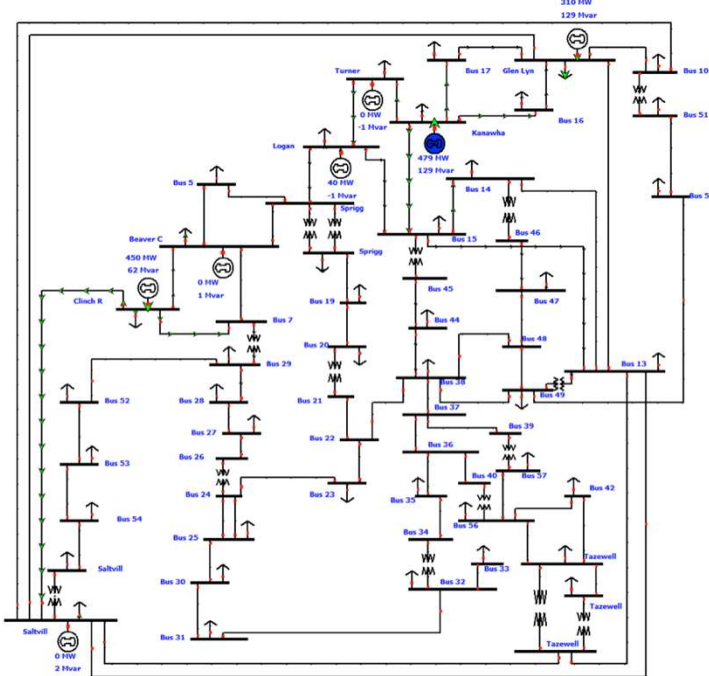 310 MW
129 Mvar
Turner
Bus 17
Glen Lyn
Bus 10
0 MW
-1 Mvar
Bus 16
Bus 51
Kanawha
479 MW
129 Mvar
Logan
40 MW
-1 Mvar
Bus 5
Bus 14
Bus 5
Sprigg
Bus 15
Bus 46
Beaver C
450 MW
62 Mvar
0 MW
1 Mvar
Sprigg
Clinch R
Bus 45
Bus 47
Bus 19
Bus 7
Bus 44
Bus 20
Bus 48
Bus 29
Bus 13
Bus 38
Bus 49
Bus 52
Bus 28
Bus 21
Bus 37
Bus 27
Bus 22
Bus 39
Bus 36
Bus 26
Bus 53
Bus 40
Bus 57
Bus 24
Bus 23
Bus 35
Bus 42
Bus 54
Bus 56
Bus 25
Bus 34
Tazewell
Saltvill
Bus 33
Bus 30
Bus 32
Tazewell
Saltvill
Bus 31
Tazewell
0 MW
2 Mvar